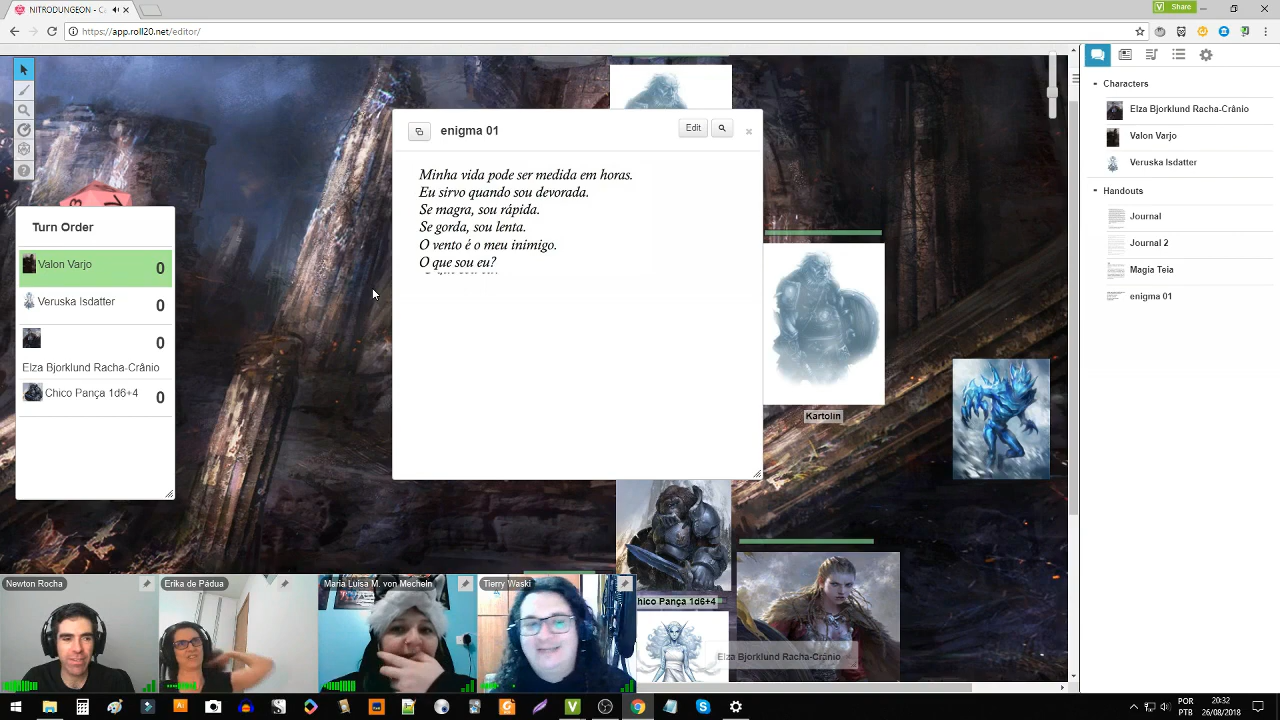 NITRODUNGEON - C
Show
https://app.roll20.net/editor/
Characters
Elza Bjorklund Racha-Crânio
Valon Varjo
Veruska Isdatter
Handouts
Journal
Journal 2
Magia Teia
enigma 01
enigma 01
Edit
Minha vida pode ser medida em horas.
Eu sirvo quando sou devorada.
Se magra, sou rápida.
Se gorda, sou lenta.
O vento é o meu inimigo.
O que sou eu?
Turn Order
Valon Varjo 0
Veruska Isdatter 0
0
Elza Bjorklund Racha-Crânio
Chico Pança 1d6+4 0
Kartolin
hico Pança 1d6+4
Elza Bjorklund Racha-Crânio
Newton Rocha
Erika de Pádua
Maria Luisa M. von Mecheln
Tierry Waski
POR
PTB
20:32
26/08/2018